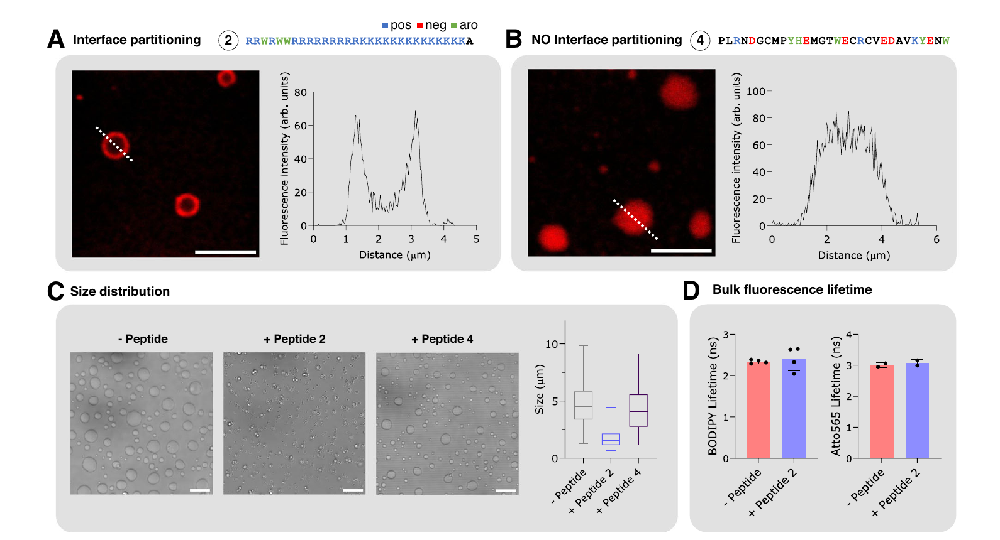 pos neg aro
A Interface partitioning 2 RRWRWWRRRRRRRRRKKKKKKKKKKKKKKA
Fluorescence intensity (arb. units)
80
60
40
20
0
0 1 2 3 4 5
Distance (μm)
B NO Interface partitioning 4 PLRNDGCMPYHEMGTWECRCVEDAVKYENW
Fluorescence intensity (arb. units)
100
80
60
40
20
0
0 2 4 6
Distance (μm)
C Size distribution
- Peptide
+ Peptide 2
+ Peptide 4
Size (μm)
10
5
0
- Peptide
+ Peptide 2
+ Peptide 4
D Bulk fluorescence lifetime
BODIPY Lifetime (ns)
3
2
1
0
- Peptide
+ Peptide 2
Atto565 Lifetime (ns)
4
3
2
1
0
- Peptide
+ Peptide 2